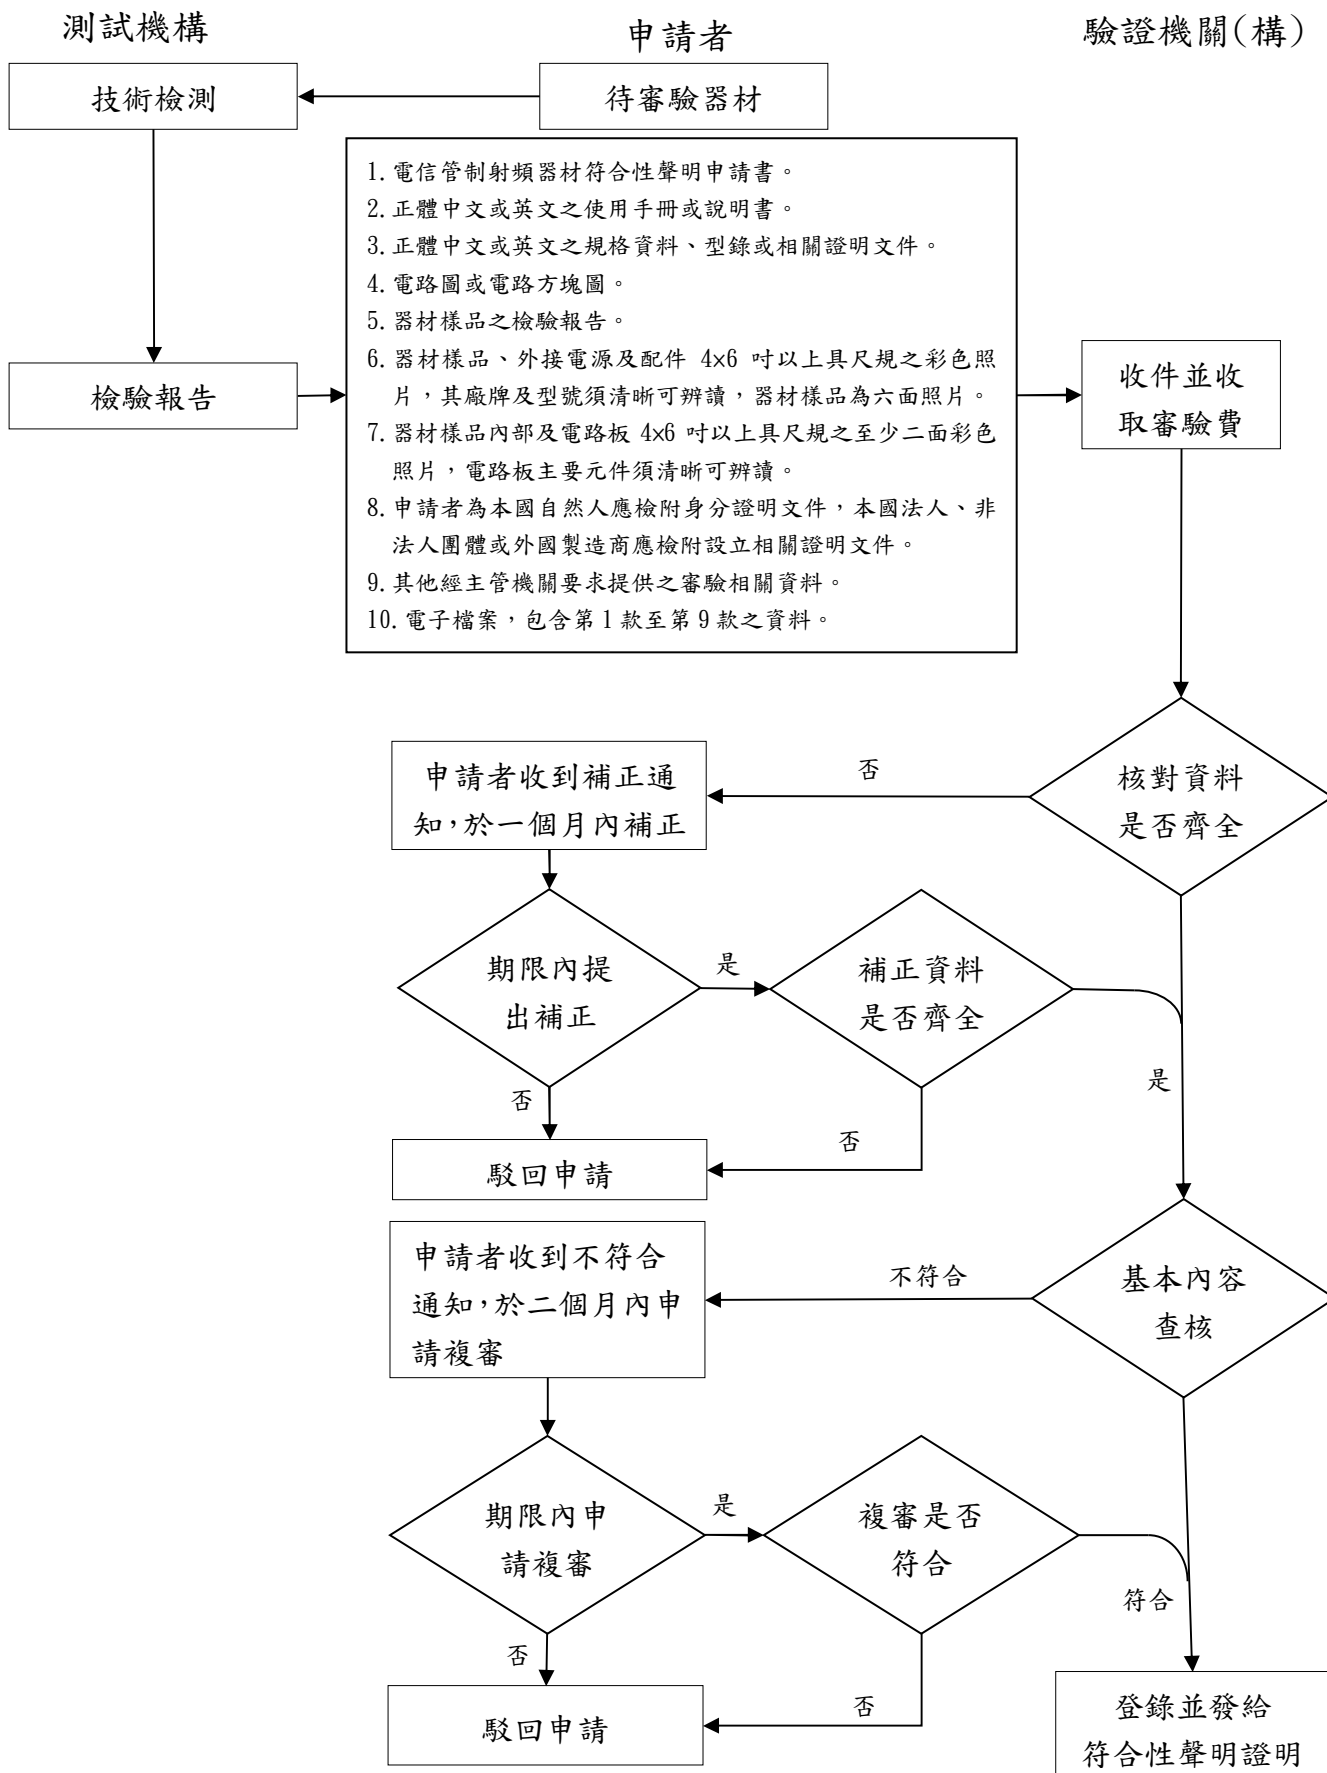 測試機構
申請者
驗證機關(構)
技術檢測
待審驗器材
1. 電信管制射頻器材符合性聲明申請書。
2. 正體中文或英文之使用手冊或說明書。
3. 正體中文或英文之規格資料、型錄或相關證明文件。
4. 電路圖或電路方塊圖。
5. 器材樣品之檢驗報告。
6. 器材樣品、外接電源及配件 4×6 吋以上具尺規之彩色照
片，其廠牌及型號須清晰可辨讀，器材樣品為六面照片。
7. 器材樣品內部及電路板 4×6 吋以上具尺規之至少二面彩色
照片，電路板主要元件須清晰可辨讀。
8. 申請者為本國自然人應檢附身分證明文件，本國法人、非
法人團體或外國製造商應檢附設立相關證明文件。
9. 其他經主管機關要求提供之審驗相關資料。
10. 電子檔案，包含第 1 款至第 9 款之資料。
檢驗報告
收件並收
取審驗費
核對資料
是否齊全
否
申請者收到補正通
知，於一個月內補正
期限內提
出補正
是
補正資料
是否齊全
是
否
否
駁回申請
基本內容
查核
不符合
申請者收到不符合
通知，於二個月內申
請複審
期限內申
請複審
是
複審是否
符合
符合
否
否
駁回申請
登錄並發給
符合性聲明證明